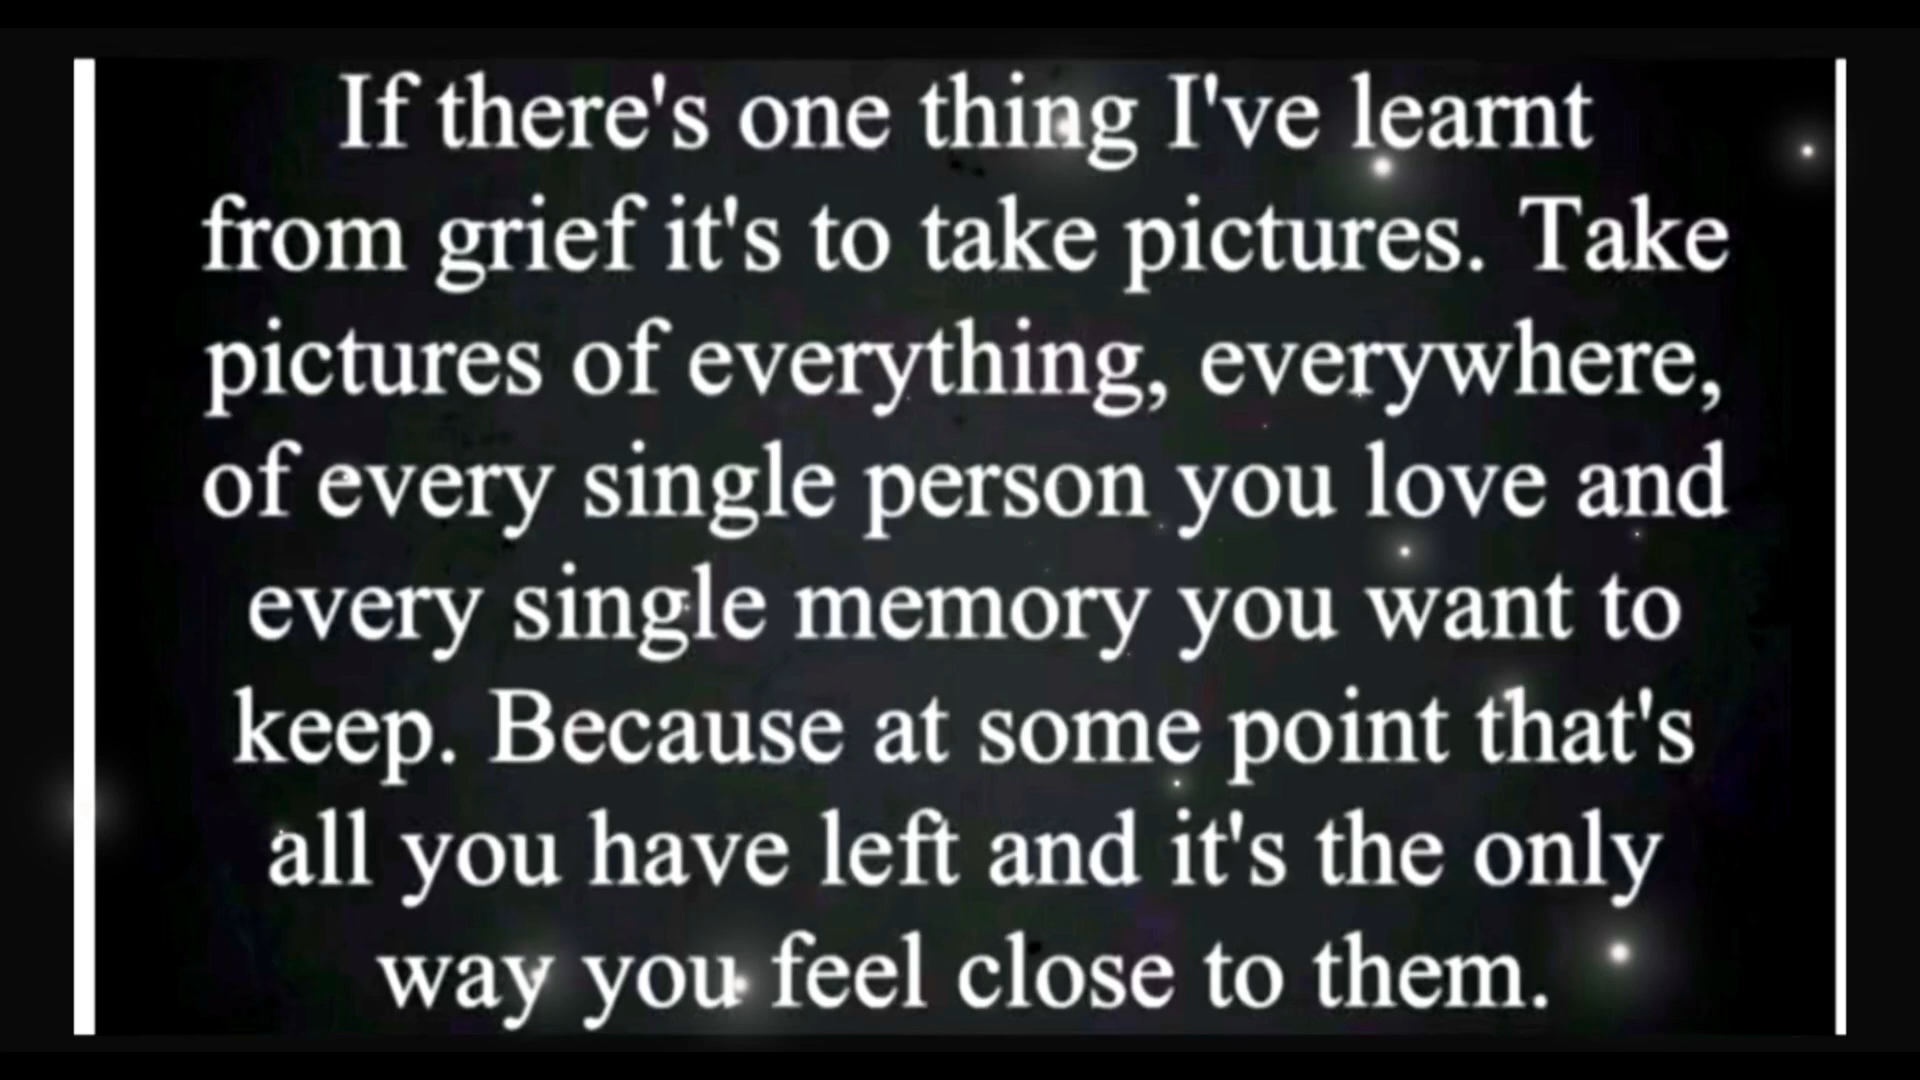 If there's one thing I've learnt
from grief it's to take pictures. Take
pictures of everything, everywhere,
of every single person you love and
every single memory you want to
keep. Because at some point that's
all you have left and it's the only
way you feel close to them.